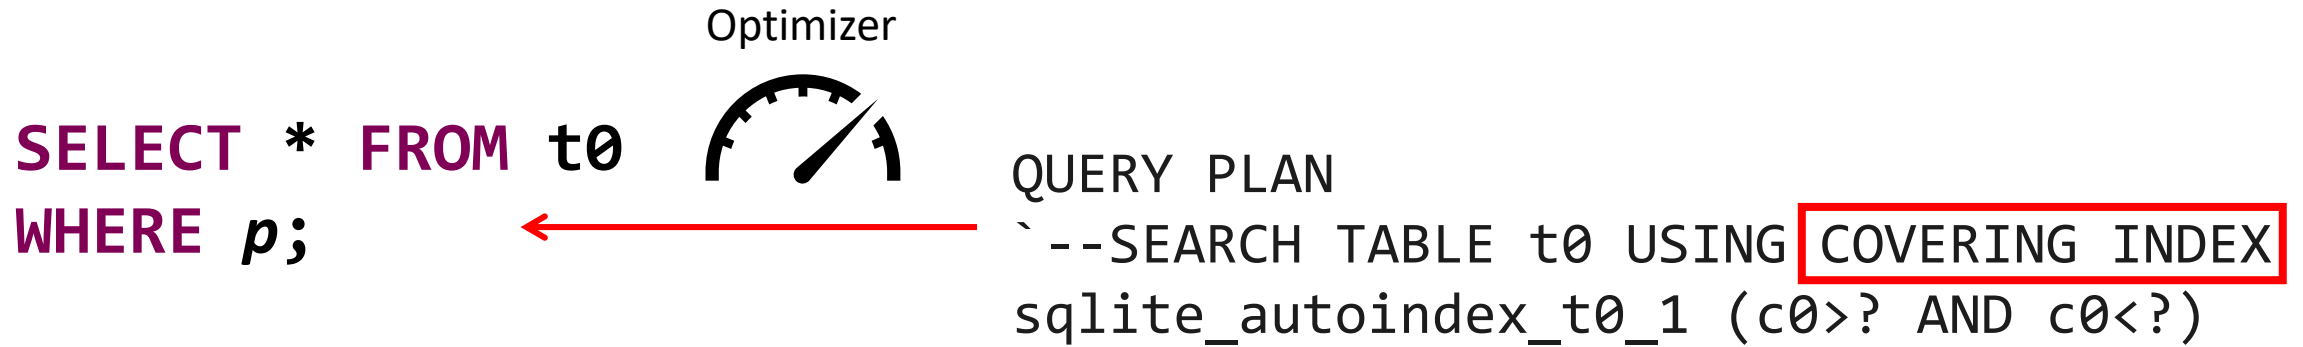 Optimizer
SELECT * FROM t0
WHERE p;
QUERY PLAN
`--SEARCH TABLE t0 USING COVERING INDEX
sqlite_autoindex_t0_1 (c0>? AND c0<?)